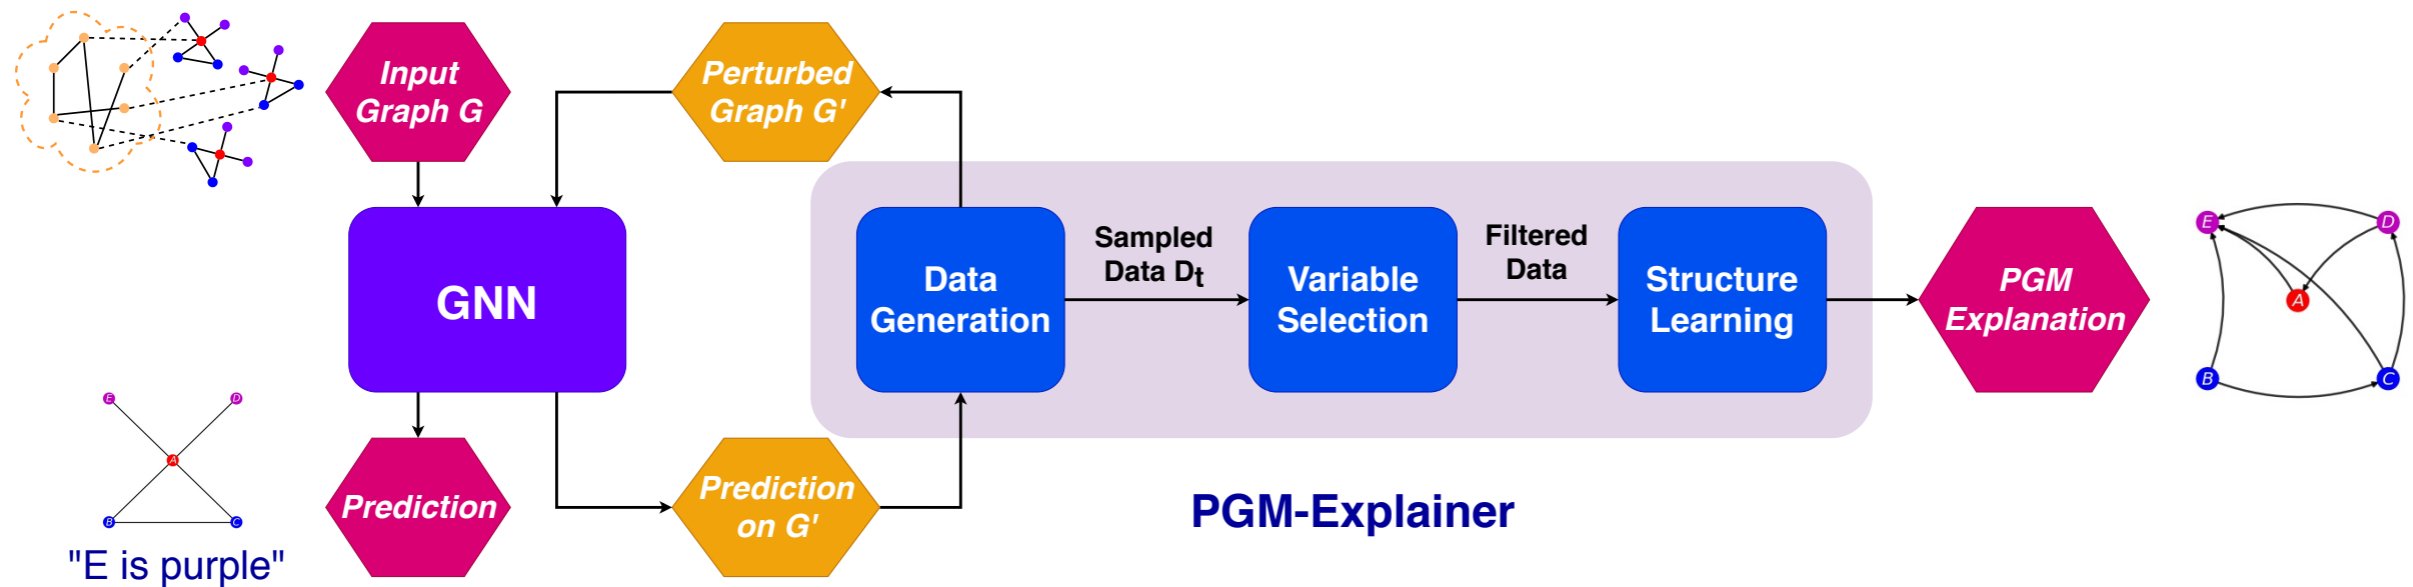 Input
Graph G
Perturbed
Graph G'
GNN
Data
Generation
Sampled
Data Dt
Variable
Selection
Filtered
Data
Structure
Learning
PGM
Explanation
E
D
A
B
C
E
D
A
B
C
"E is purple"
Prediction
Prediction
on G'
PGM-Explainer